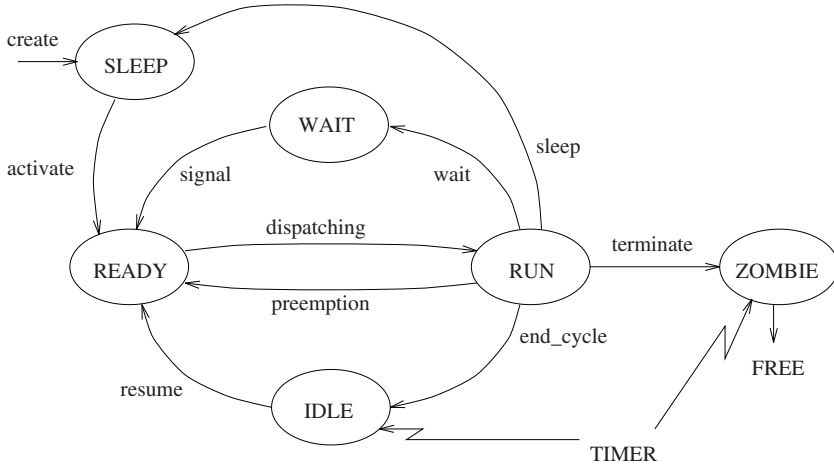 create
SLEEP
WAIT
sleep
activate
signal
wait
dispatching
terminate
READY
RUN
ZOMBIE
preemption
end_cycle
FREE
resume
IDLE
TIMER